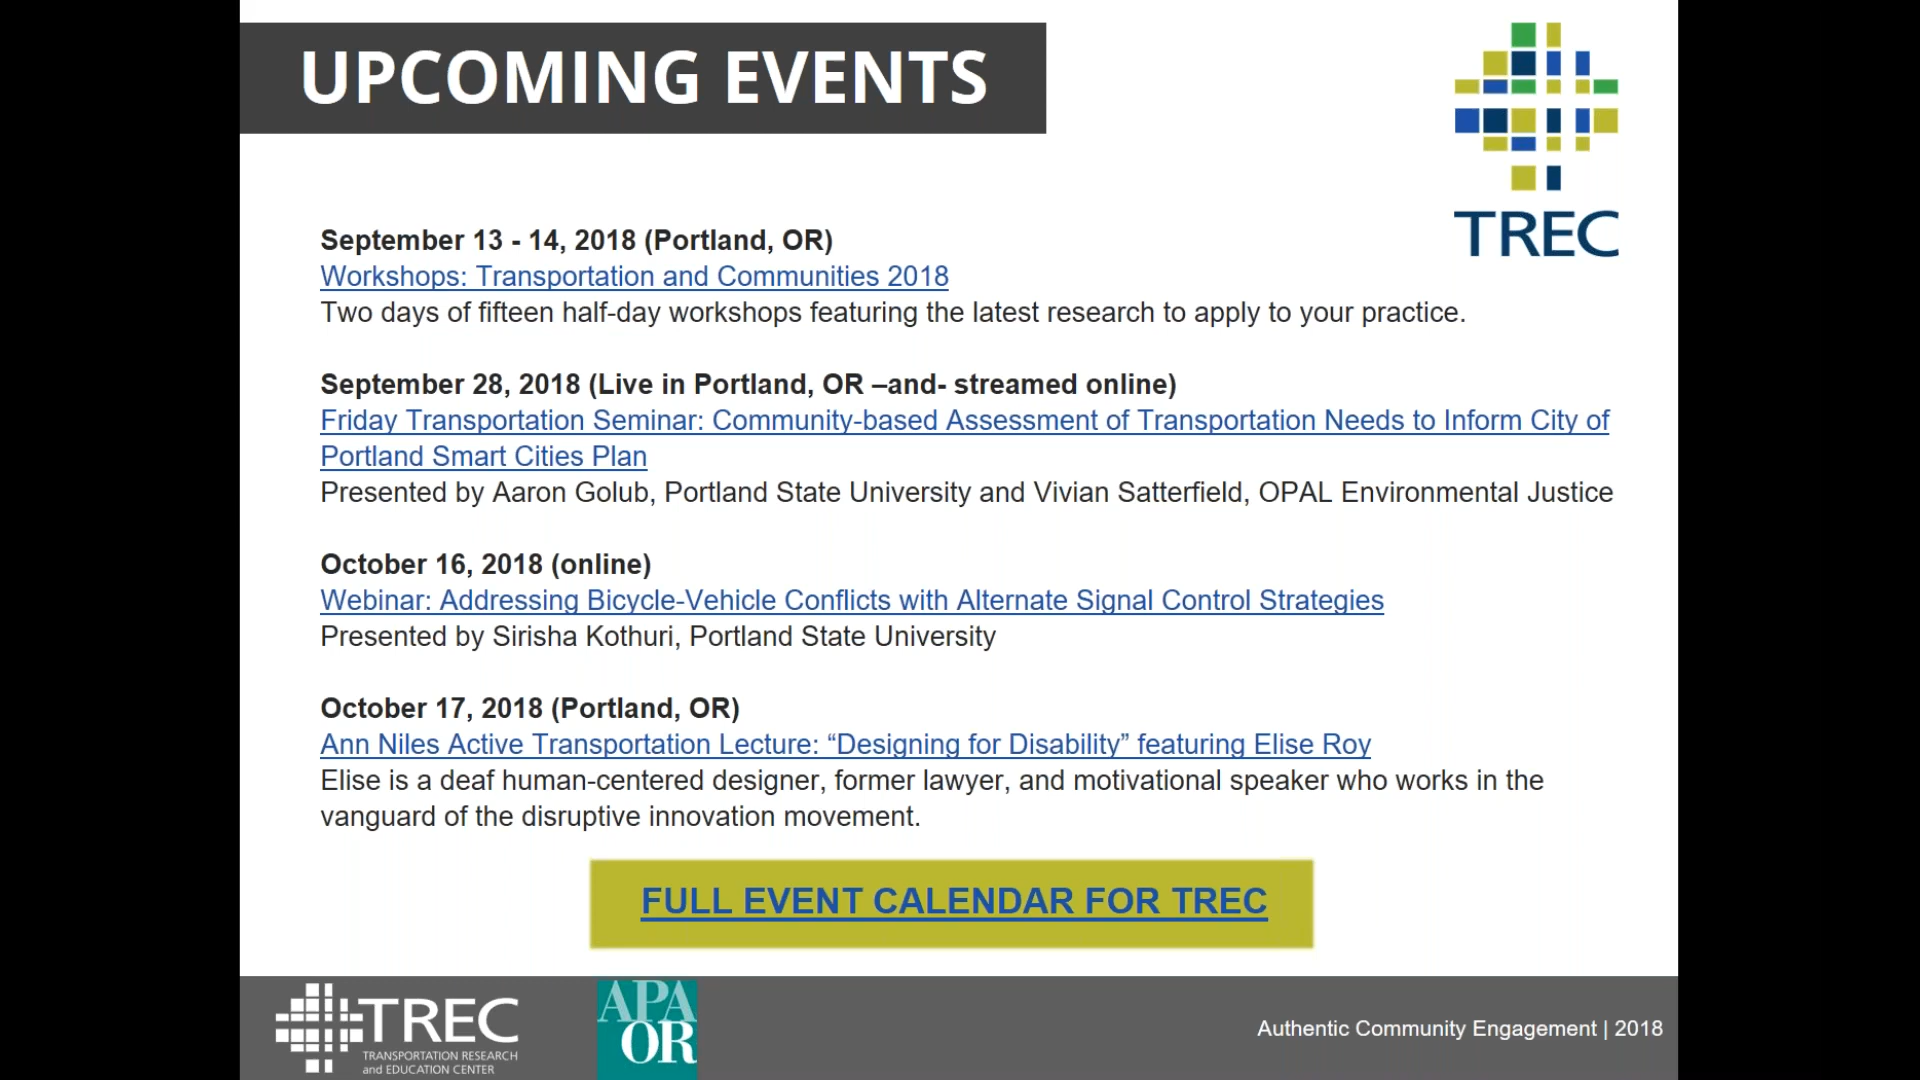 UPCOMING EVENTS
TREC
September 13 - 14, 2018 (Portland, OR)
Workshops: Transportation and Communities 2018
Two days of fifteen half-day workshops featuring the latest research to apply to your practice.
September 28, 2018 (Live in Portland, OR –and- streamed online)
Friday Transportation Seminar: Community-based Assessment of Transportation Needs to Inform City of
Portland Smart Cities Plan
Presented by Aaron Golub, Portland State University and Vivian Satterfield, OPAL Environmental Justice
October 16, 2018 (online)
Webinar: Addressing Bicycle-Vehicle Conflicts with Alternate Signal Control Strategies
Presented by Sirisha Kothuri, Portland State University
October 17, 2018 (Portland, OR)
Ann Niles Active Transportation Lecture: “Designing for Disability” featuring Elise Roy
Elise is a deaf human-centered designer, former lawyer, and motivational speaker who works in the
vanguard of the disruptive innovation movement.
FULL EVENT CALENDAR FOR TREC
TREC
TRANSPORTATION RESEARCH
and EDUCATION CENTER
APA
OR
Authentic Community Engagement | 2018